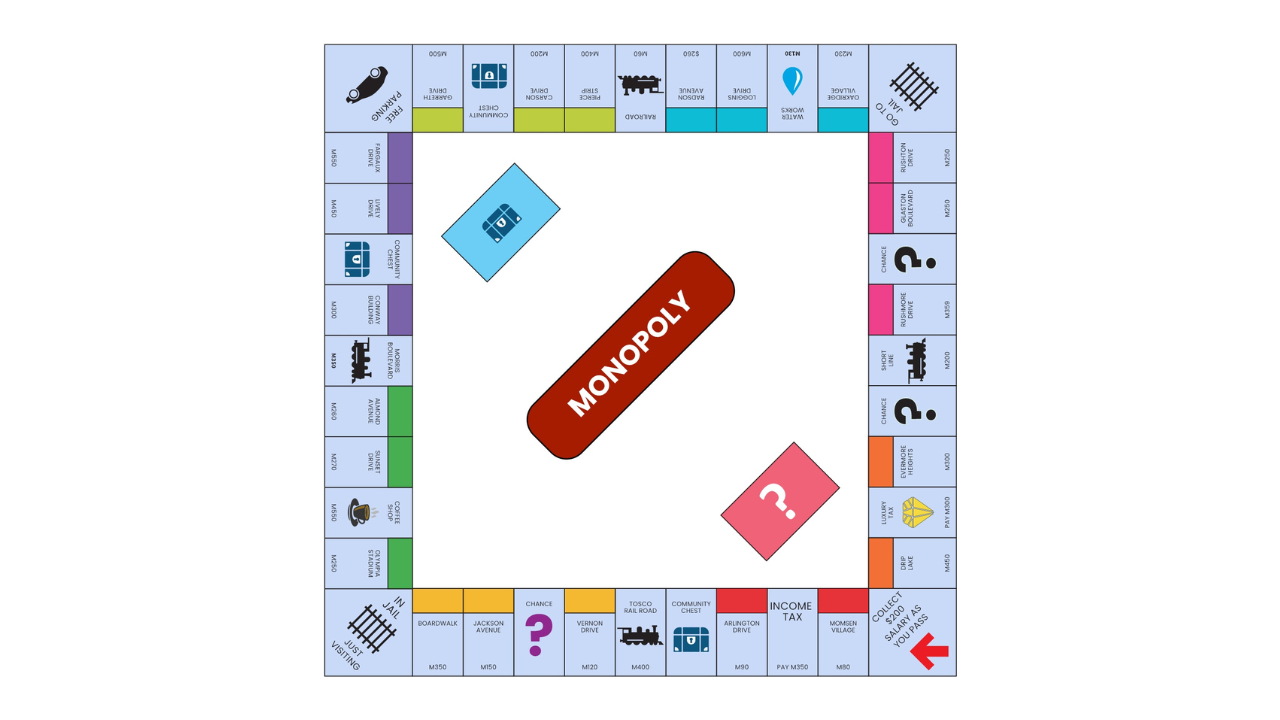 M500
GARRETH
DRIVE
COMMUNITY
CHEST
M200
CARSON
DRIVE
M400
PIERCE
STRIP
M60
RAILROAD
$260
RADSON
AVENUE
M600
LOGGINS
DRIVE
M130
WATER
WORKS
M230
OAKRIDGE
VILLAGE
FREE
PARKING
GO TO
JAIL
M550
FARGAUX
DRIVE
M450
LIVELY
DRIVE
COMMUNITY
CHEST
M300
CONWAY
BUILDING
M350
MORRIS
BOULEVARD
M260
ALMOND
AVENUE
M270
SUNSET
DRIVE
M550
COFFEE
SHOP
M250
OLYMPIA
STADIUM
MONOPOLY
?
RUSHTON
DRIVE
M250
GLASTON
BOULEVARD
M250
CHANCE
?
RUSHMORE
DRIVE
M359
SHORT
LINE
M200
CHANCE
?
EVERMORE
HEIGHTS
M300
LUXURY
TAX
PAY M300
DRIP
LAKE
M450
IN
JAIL
JUST
VISITING
BOARDWALK
M350
JACKSON
AVENUE
M150
CHANCE
?
VERNON
DRIVE
M120
TOSCO
RAIL ROAD
M400
COMMUNITY
CHEST
ARLINGTON
DRIVE
M90
INCOME
TAX
PAY M350
MOMSEN
VILLAGE
M80
COLLECT
$200
SALARY AS
YOU PASS